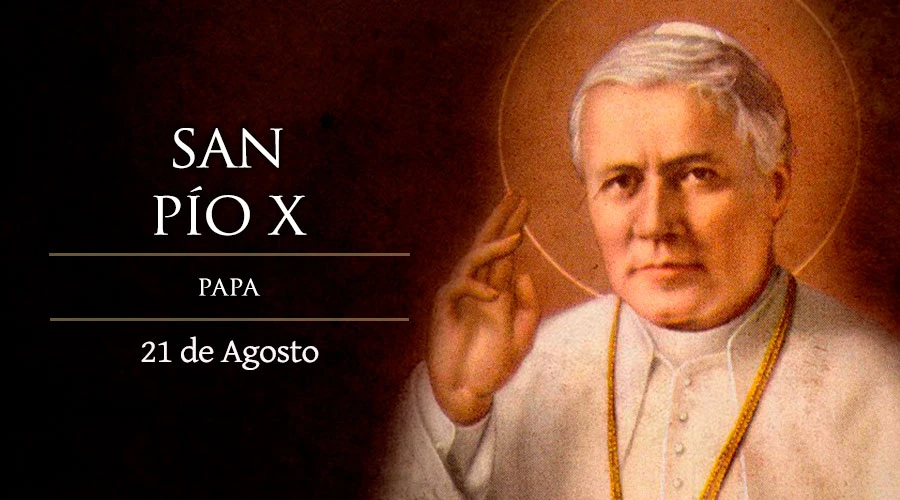 SAN
PÍO X
PAPA
21 de Agosto